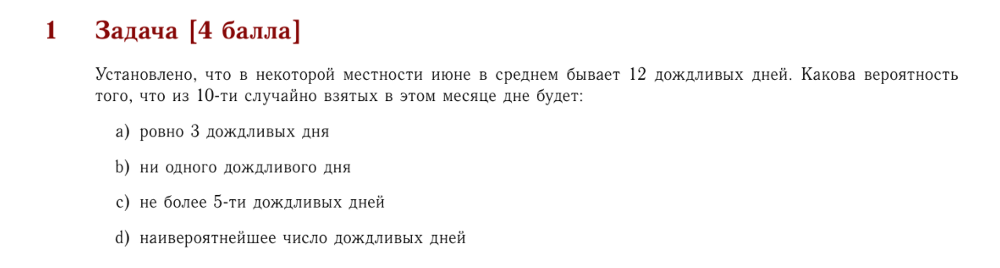 1 Задача [4 балла]
Установлено, что в некоторой местности июне в среднем бывает 12 дождливых дней. Какова вероятность
того, что из 10-ти случайно взятых в этом месяце дне будет:
a) ровно 3 дождливых дня
b) ни одного дождливого дня
c) не более 5-ти дождливых дней
d) наивероятнейшее число дождливых дней